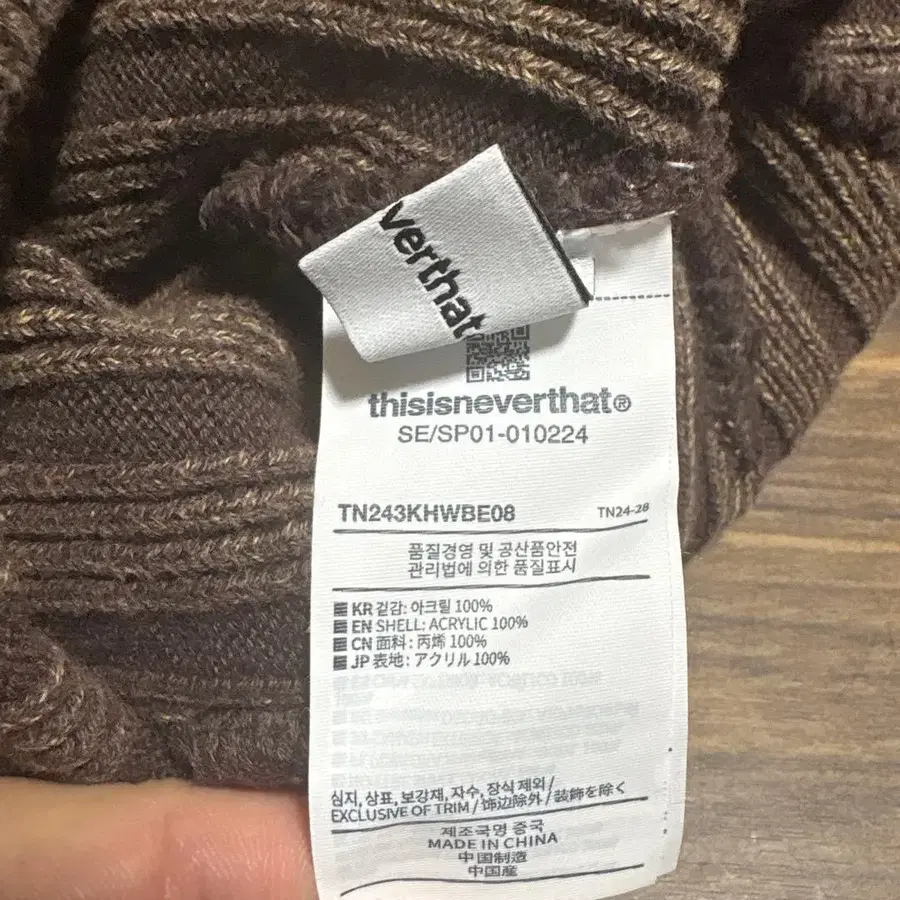 verthat
thisisneverthat®
SE/SP01-010224
TN243KHWBE08 TN24-28
품질경영 및 공산품안전
관리법에 의한 품질표시
KR 겉감: 아크릴 100%
EN SHELL: ACRYLIC 100%
CN 面料: 丙烯 100%
JP 表地: アクリル 100%
심지, 상표, 보강재, 자수, 장식 제외/
EXCLUSIVE OF TRIM / 饰边除外 / 装飾を除く
제조국명 중국
MADE IN CHINA
中国制造
中国産